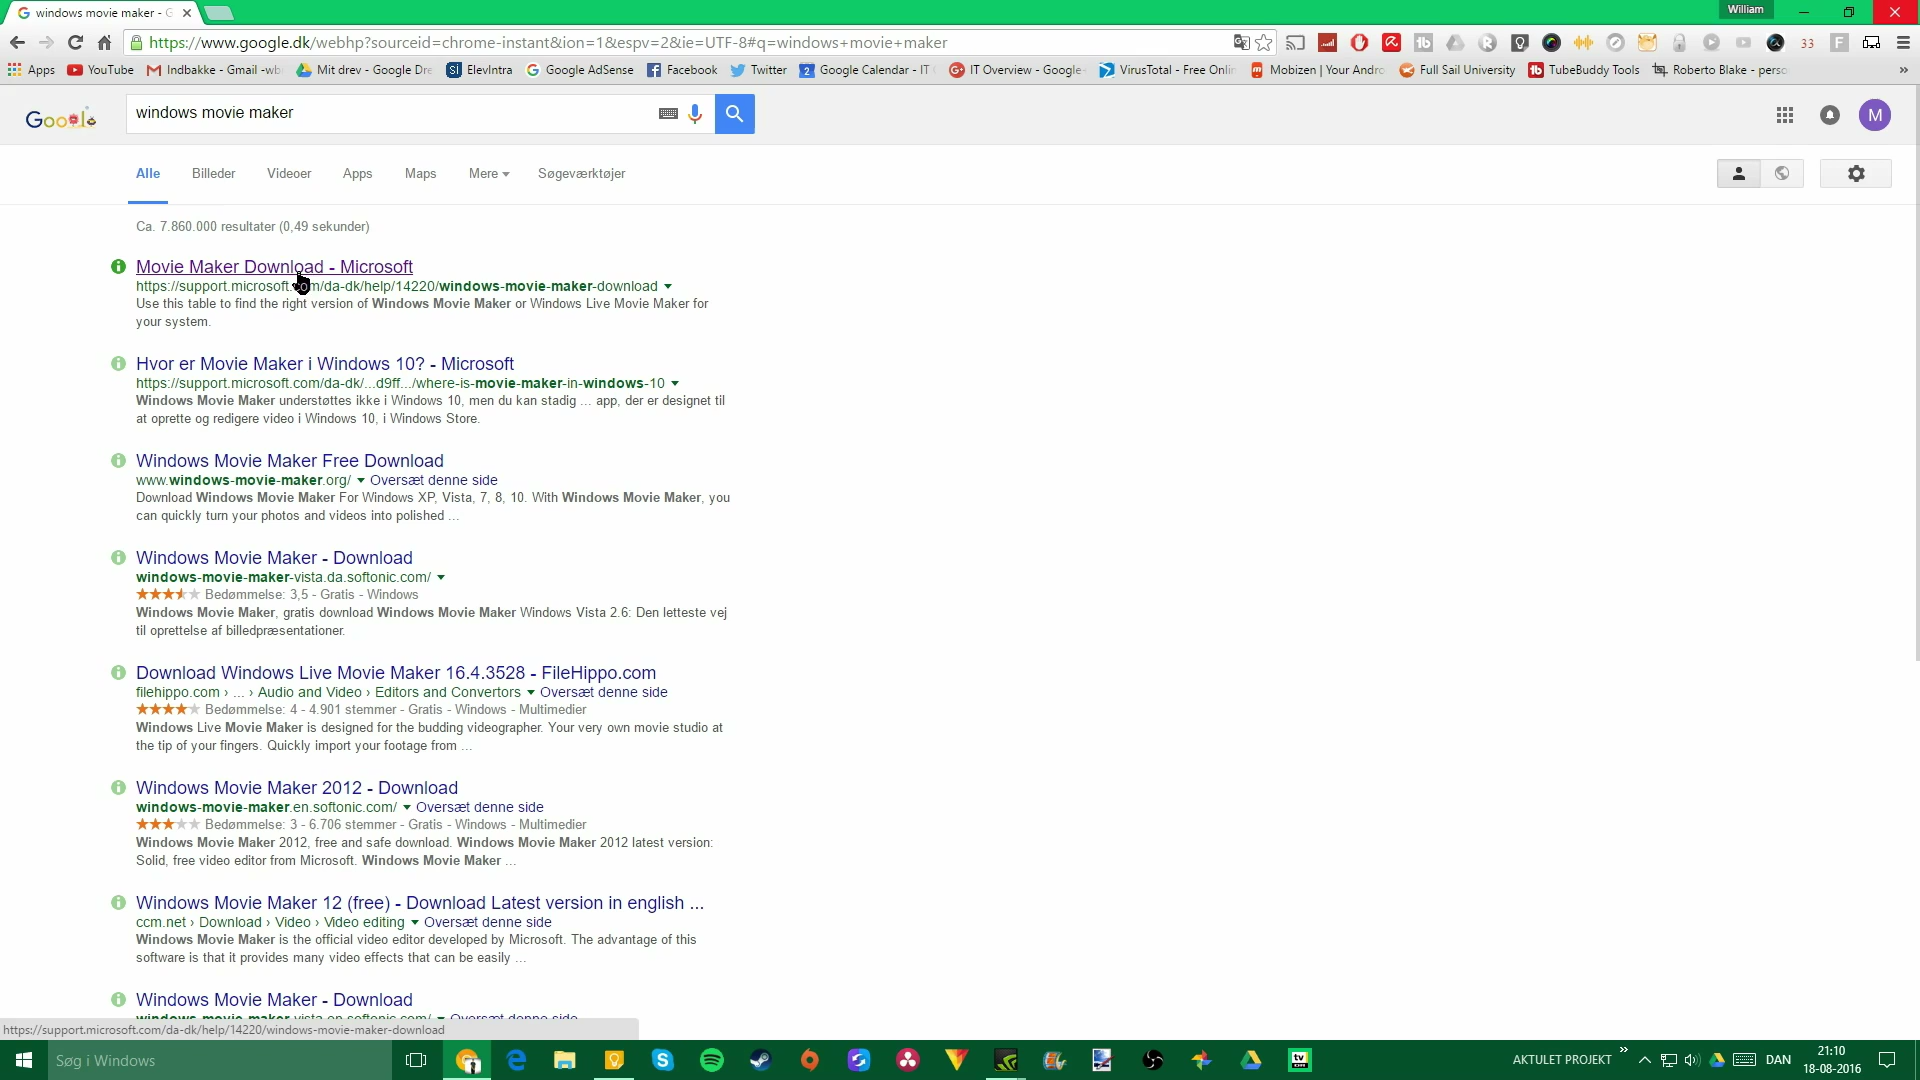 windows movie maker - G
William
https://www.google.dk/webhp?sourceid=chrome-instant&ion=1&espv=2&ie=UTF-8#q=windows+movie+maker
33
Apps YouTube Indbakke - Gmail -wb Mit drev - Google Dre ElevIntra Google AdSense Facebook Twitter Google Calendar - IT IT Overview - Google VirusTotal - Free Onlin Mobizen | Your Andro Full Sail University TubeBuddy Tools Roberto Blake - perso »
Google windows movie maker M
Alle Billeder Videoer Apps Maps Mere Søgeværktøjer
Ca. 7.860.000 resultater (0,49 sekunder)
Movie Maker Download - Microsoft
https://support.microsoft.com/da-dk/help/14220/windows-movie-maker-download
Use this table to find the right version of Windows Movie Maker or Windows Live Movie Maker for
your system.
Hvor er Movie Maker i Windows 10? - Microsoft
https://support.microsoft.com/da-dk/...d9ff.../where-is-movie-maker-in-windows-10
Windows Movie Maker understøttes ikke i Windows 10, men du kan stadig ... app, der er designet til
at oprette og redigere video i Windows 10, i Windows Store.
Windows Movie Maker Free Download
www.windows-movie-maker.org/ Oversæt denne side
Download Windows Movie Maker For Windows XP, Vista, 7, 8, 10. With Windows Movie Maker, you
can quickly turn your photos and videos into polished ...
Windows Movie Maker - Download
windows-movie-maker-vista.da.softonic.com/
Bedømmelse: 3,5 - Gratis - Windows
Windows Movie Maker, gratis download Windows Movie Maker Windows Vista 2.6: Den letteste vej
til oprettelse af billedpræsentationer.
Download Windows Live Movie Maker 16.4.3528 - FileHippo.com
filehippo.com › ... › Audio and Video › Editors and Convertors Oversæt denne side
Bedømmelse: 4 - 4.901 stemmer - Gratis - Windows - Multimedier
Windows Live Movie Maker is designed for the budding videographer. Your very own movie studio at
the tip of your fingers. Quickly import your footage from ...
Windows Movie Maker 2012 - Download
windows-movie-maker.en.softonic.com/ Oversæt denne side
Bedømmelse: 3 - 6.706 stemmer - Gratis - Windows - Multimedier
Windows Movie Maker 2012, free and safe download. Windows Movie Maker 2012 latest version:
Solid, free video editor from Microsoft. Windows Movie Maker ...
Windows Movie Maker 12 (free) - Download Latest version in english ...
ccm.net › Download › Video › Video editing Oversæt denne side
Windows Movie Maker is the official video editor developed by Microsoft. The advantage of this
software is that it provides many video effects that can be easily ...
Windows Movie Maker - Download
windows-movie-maker-vista.en.softonic.com/ Oversæt denne side
https://support.microsoft.com/da-dk/help/14220/windows-movie-maker-download
Søg i Windows
AKTULET PROJEKT » DAN 21:10
18-08-2016